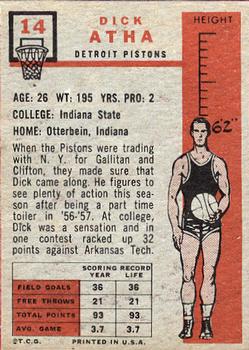 14
DICK
ATHA
DETROIT PISTONS
HEIGHT
6'2"
AGE: 26 WT: 195 YRS. PRO: 2
COLLEGE: Indiana State
HOME: Otterbein, Indiana
When the Pistons were trading
with N. Y. for Gallitan and
Clifton, they made sure that
Dick came along. He figures to
see plenty of action this season
after being a part time
toiler in '56-'57. At college,
Dick was a sensation and in
one contest racked up 32
points against Arkansas Tech.
SCORING RECORD
YEAR LIFE
FIELD GOALS 36 36
FREE THROWS 21 21
TOTAL POINTS 93 93
AVG. GAME 3.7 3.7
©T.C.G. PRINTED IN U.S.A.